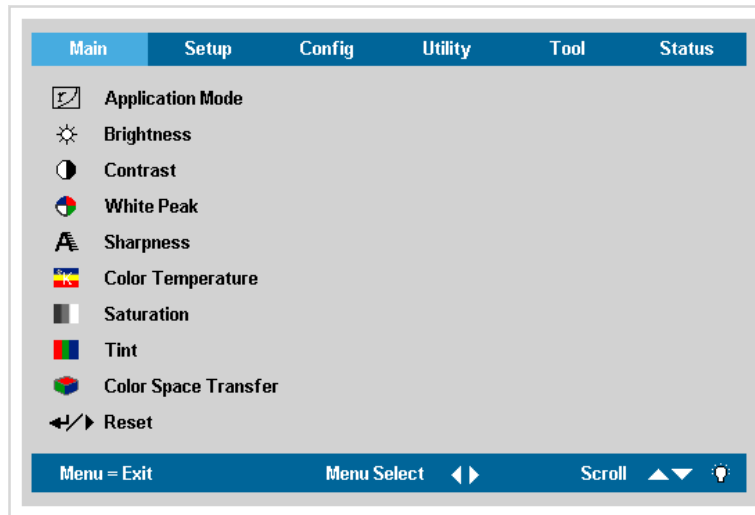 Main Setup Config Utility Tool Status
Application Mode
Brightness
Contrast
White Peak
Sharpness
Color Temperature
Saturation
Tint
Color Space Transfer
Reset
Menu = Exit Menu Select Scroll